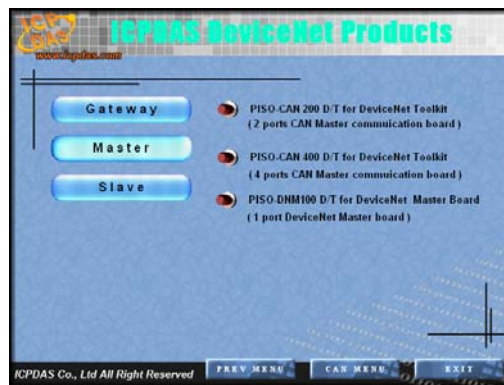 ICP
DAS
www.icpdas.com
ICPDAS DeviceNet Products
Gateway
Master
Slave
PISO-CAN 200 D/T for DeviceNet Toolkit
( 2 ports CAN Master commuication board )
PISO-CAN 400 D/T for DeviceNet Toolkit
( 4 ports CAN Master commuication board )
PISO-DNM100 D/T for DeviceNet Master Board
( 1 port DeviceNet Master board )
ICPDAS Co., Ltd All Right Reserved
PREV MENU
CAN MENU
EXIT